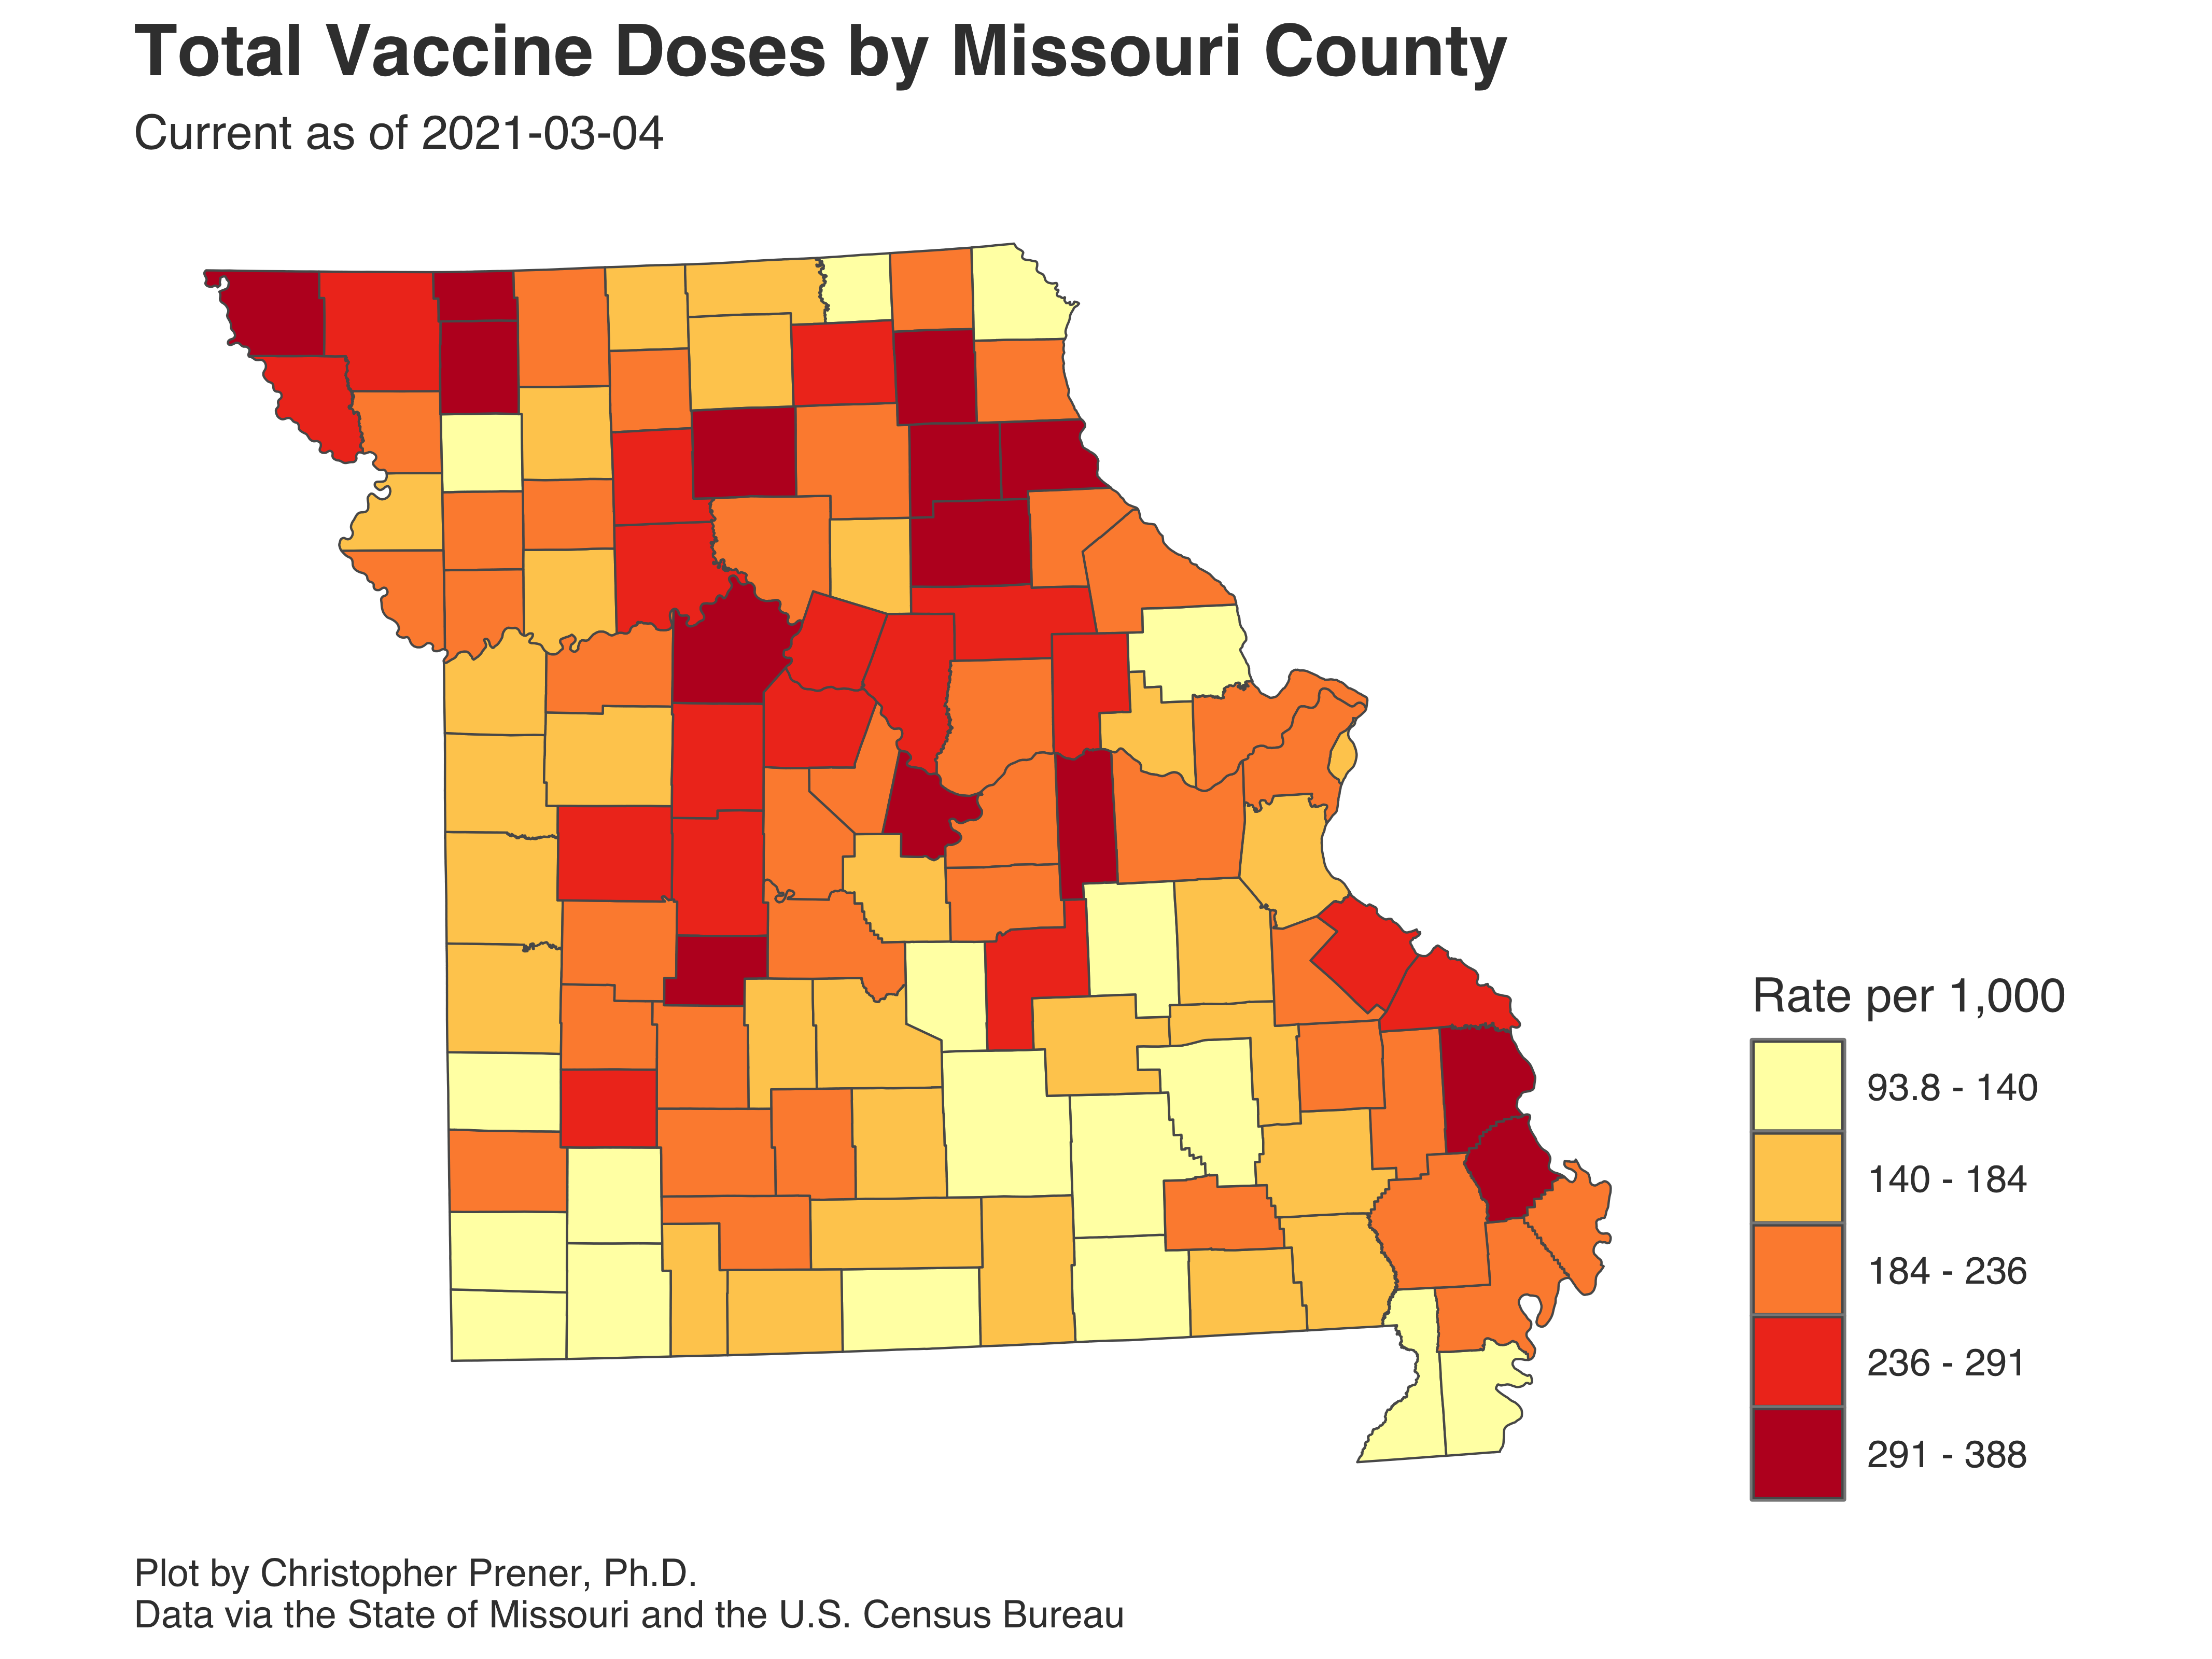 Total Vaccine Doses by Missouri County
Current as of 2021-03-04
Rate per 1,000
93.8 - 140
140 - 184
184 - 236
236 - 291
291 - 388
Plot by Christopher Prener, Ph.D.
Data via the State of Missouri and the U.S. Census Bureau